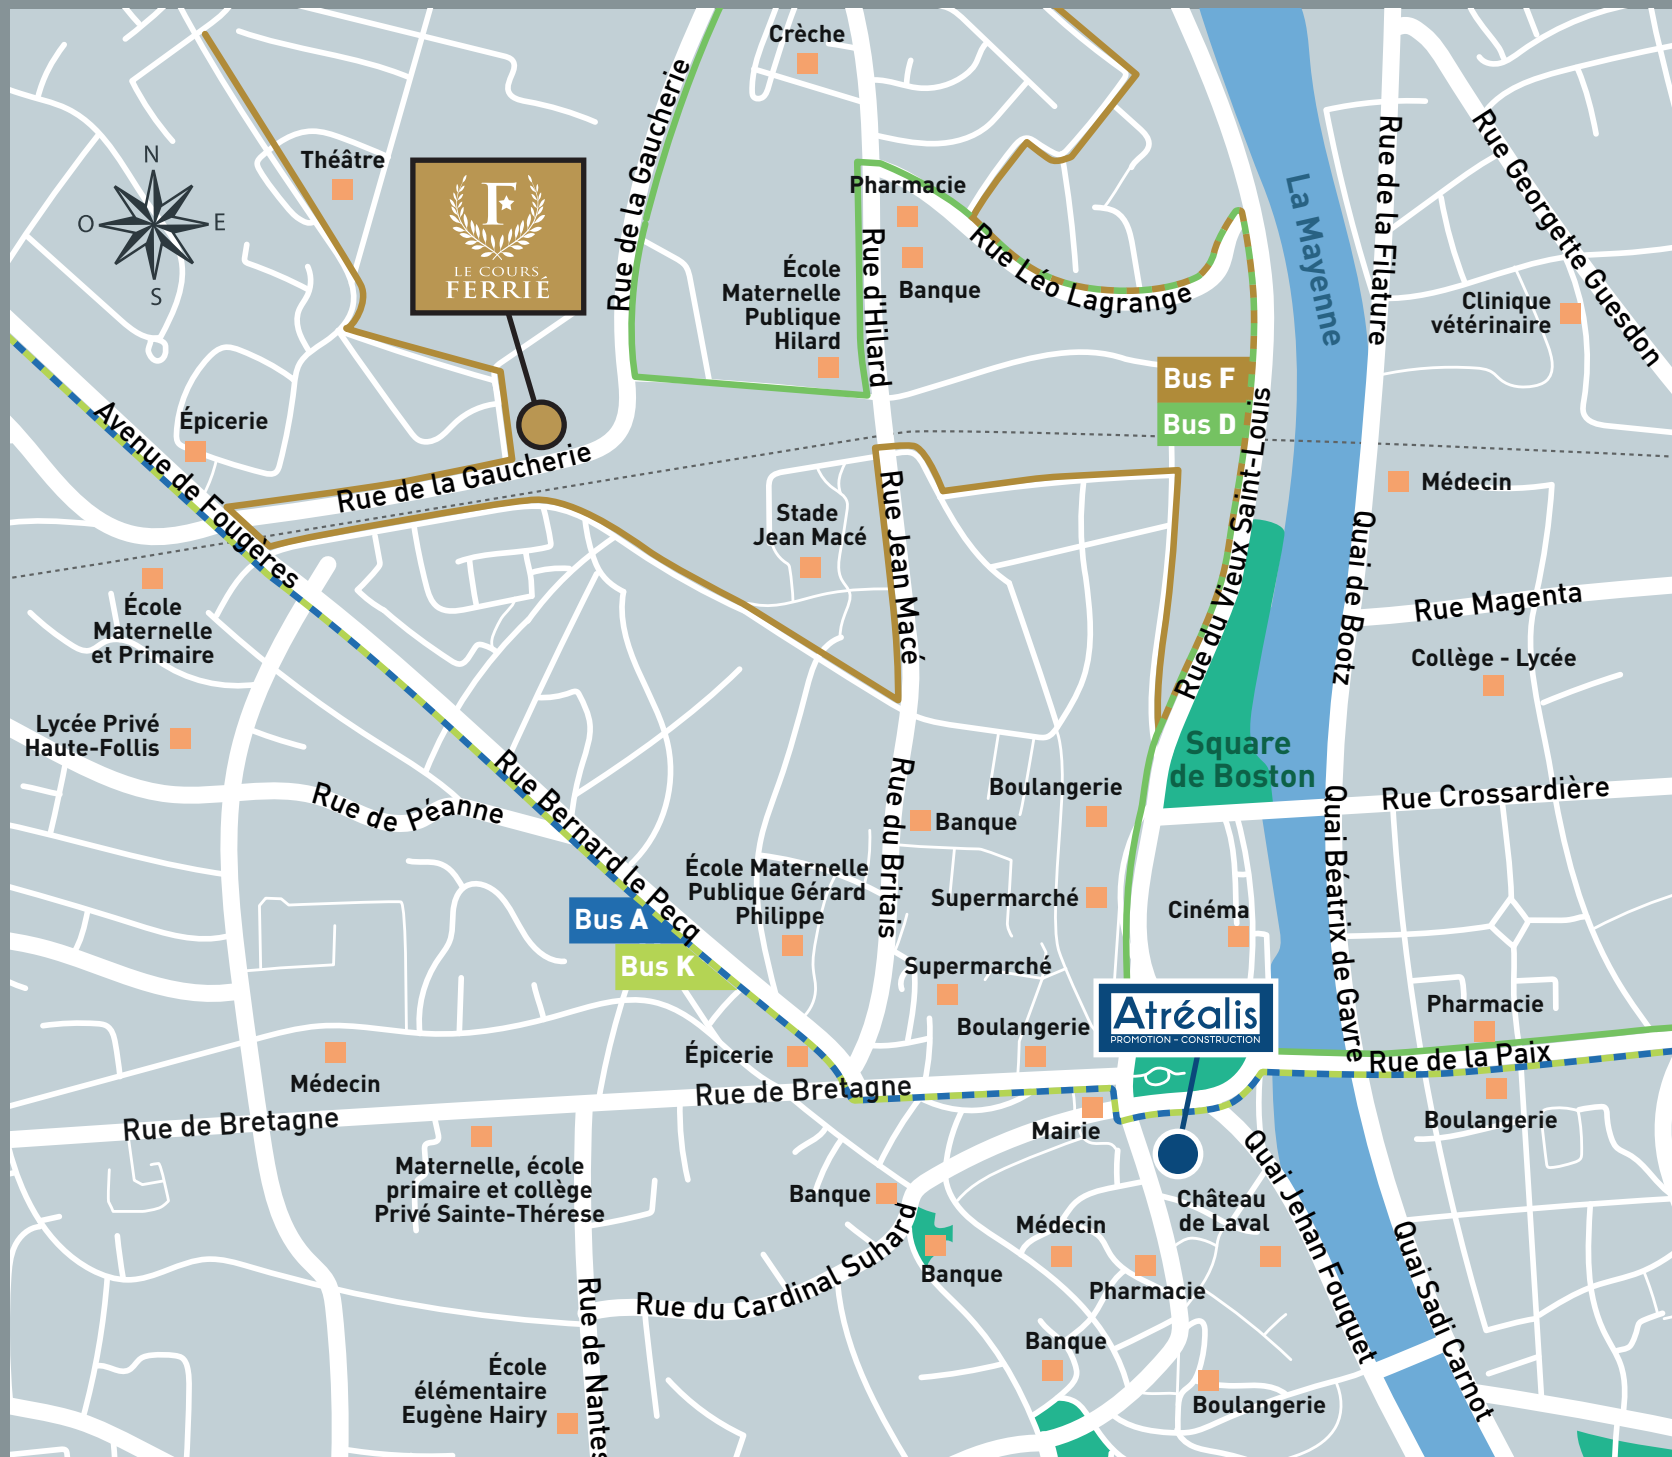 Crèche
N
O
E
S
Théâtre
F
LE COURS
FERRIÉ
Rue de la Gaucherie
Pharmacie
Banque
École
Maternelle
Publique
Hilard
Rue d'Hilard
Rue Léo Lagrange
La Mayenne
Rue de la Filature
Rue Georgette Guesdon
Clinique
vétérinaire
Bus F
Bus D
Épicerie
Avenue de Fougères
Rue de la Gaucherie
Stade
Jean Macé
Rue Jean Macé
Rue du Vieux Saint-Louis
Médecin
Quai de Bootz
Rue Magenta
Collège - Lycée
École
Maternelle
et Primaire
Lycée Privé
Haute-Follis
Rue de Péanne
Rue Bernard le Pecq
Square
de Boston
Boulangerie
Banque
Rue du Britais
Rue Crossardière
Quai Béatrix de Gavre
École Maternelle
Publique Gérard
Philippe
Supermarché
Cinéma
Bus A
Bus K
Supermarché
Boulangerie
Atréalis
PROMOTION - CONSTRUCTION
Pharmacie
Rue de la Paix
Boulangerie
Épicerie
Médecin
Rue de Bretagne
Rue de Bretagne
Mairie
Maternelle, école
primaire et collège
Privé Sainte-Thérese
Banque
Banque
Rue du Cardinal Suhard
Médecin
Pharmacie
Château
de Laval
Quai Jehan Fouquet
Quai Sadi Carnot
Banque
Boulangerie
École
élémentaire
Eugène Hairy
Rue de Nantes